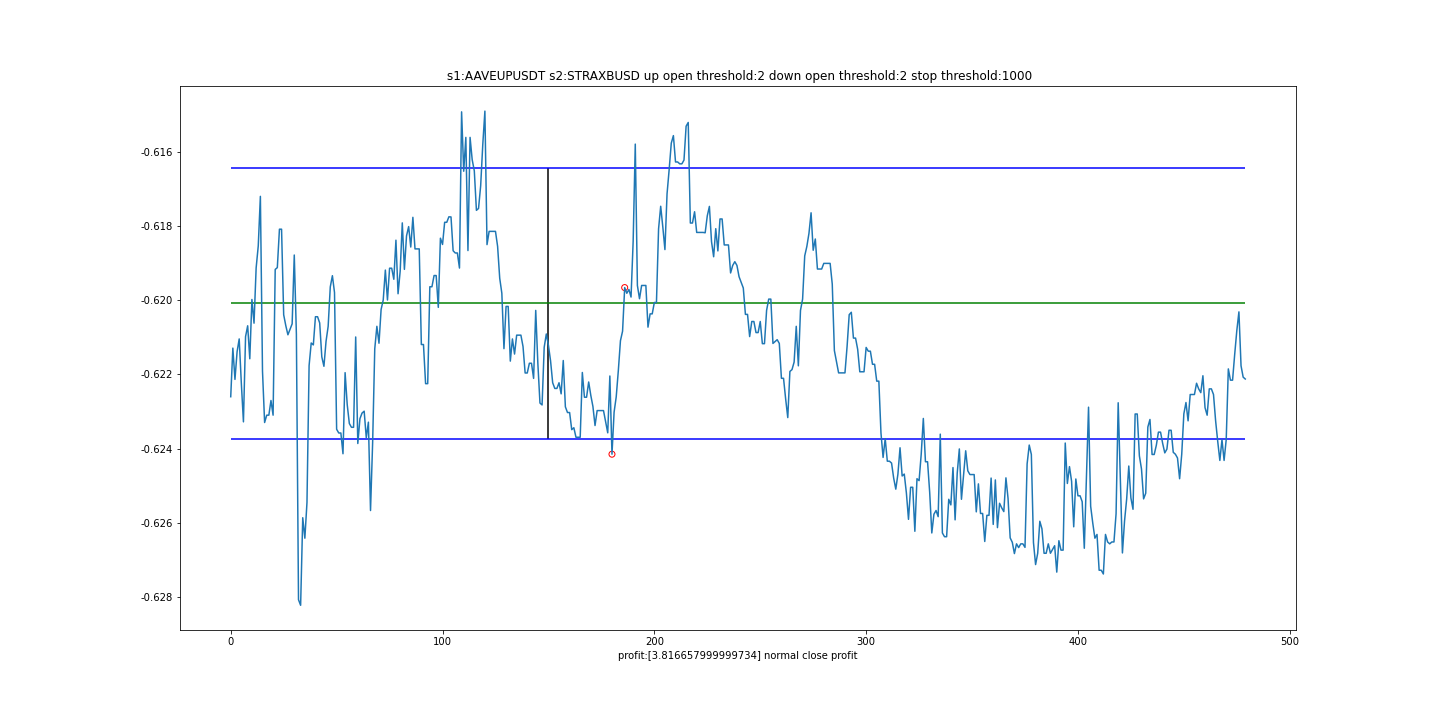 s1:AAVEUPUSDT s2:STRAXBUSD up open threshold:2 down open threshold:2 stop threshold:1000
-0.616
-0.618
-0.620
-0.622
-0.624
-0.626
-0.628
0 100 200 300 400 500
profit:[3.816657999999734] normal close profit